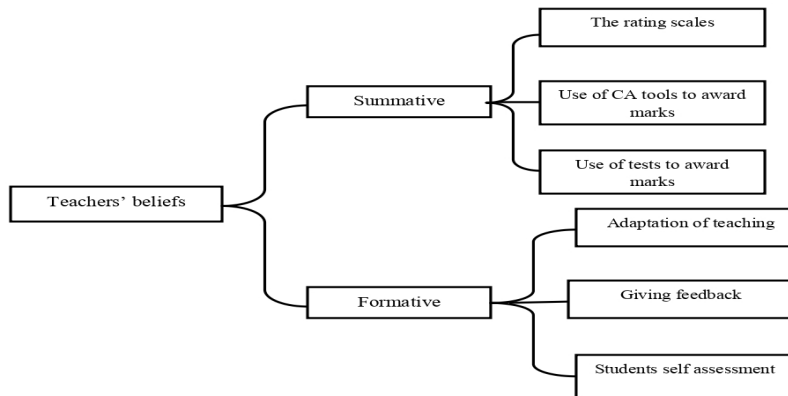 The rating scales
Summative
Use of CA tools to award
marks
Use of tests to award
marks
Teachers’ beliefs
Adaptation of teaching
Formative
Giving feedback
Students self assessment